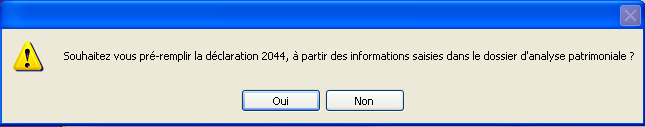 Souhaitez vous pré-remplir la déclaration 2044, à partir des informations saisies dans le dossier d'analyse patrimoniale ?
Oui
Non